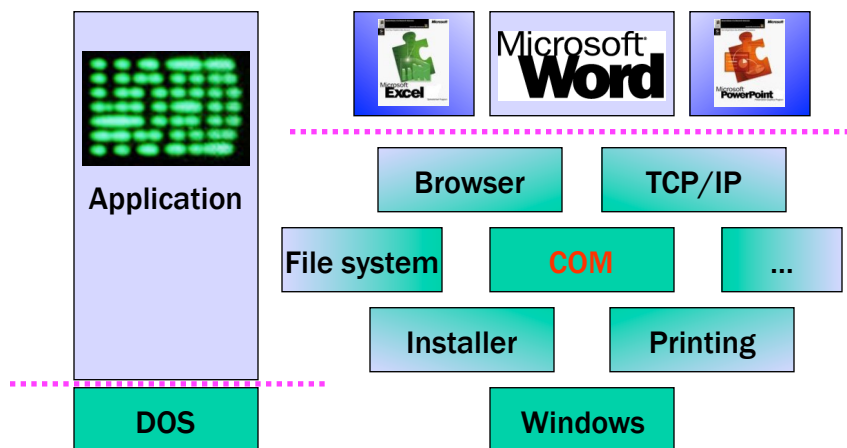 Application
DOS
Microsoft
Excel
Microsoft
Word
Microsoft
PowerPoint
Browser
TCP/IP
File system
COM
...
Installer
Printing
Windows